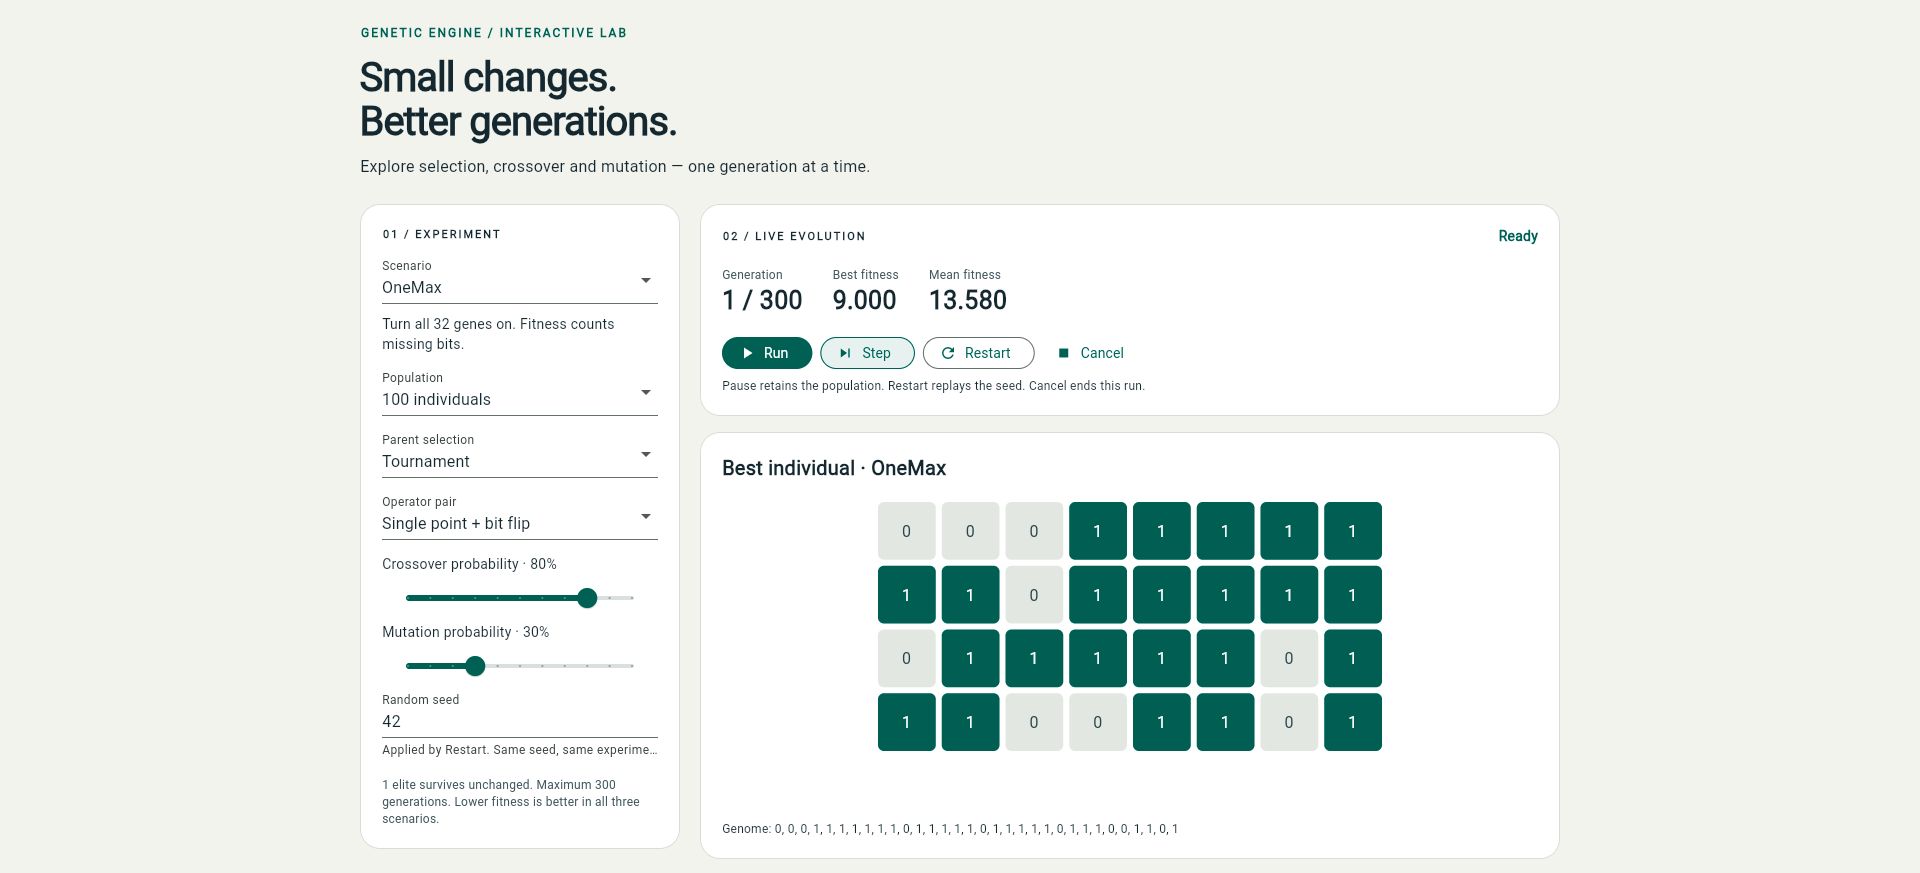 GENETIC ENGINE / INTERACTIVE LAB
Small changes.
Better generations.
Explore selection, crossover and mutation — one generation at a time.
01 / EXPERIMENT
Scenario
OneMax
Turn all 32 genes on. Fitness counts
missing bits.
Population
100 individuals
Parent selection
Tournament
Operator pair
Single point + bit flip
Crossover probability · 80%
Mutation probability · 30%
Random seed
42
Applied by Restart. Same seed, same experime…
1 elite survives unchanged. Maximum 300
generations. Lower fitness is better in all three
scenarios.
02 / LIVE EVOLUTION
Ready
Generation Best fitness Mean fitness
1 / 300 9.000 13.580
Run Step Restart Cancel
Pause retains the population. Restart replays the seed. Cancel ends this run.
Best individual · OneMax
0 0 0 1 1 1 1 1
1 1 0 1 1 1 1 1
0 1 1 1 1 1 0 1
1 1 0 0 1 1 0 1
Genome: 0, 0, 0, 1, 1, 1, 1, 1, 1, 1, 0, 1, 1, 1, 1, 1, 0, 1, 1, 1, 1, 1, 0, 1, 1, 1, 0, 0, 1, 1, 0, 1